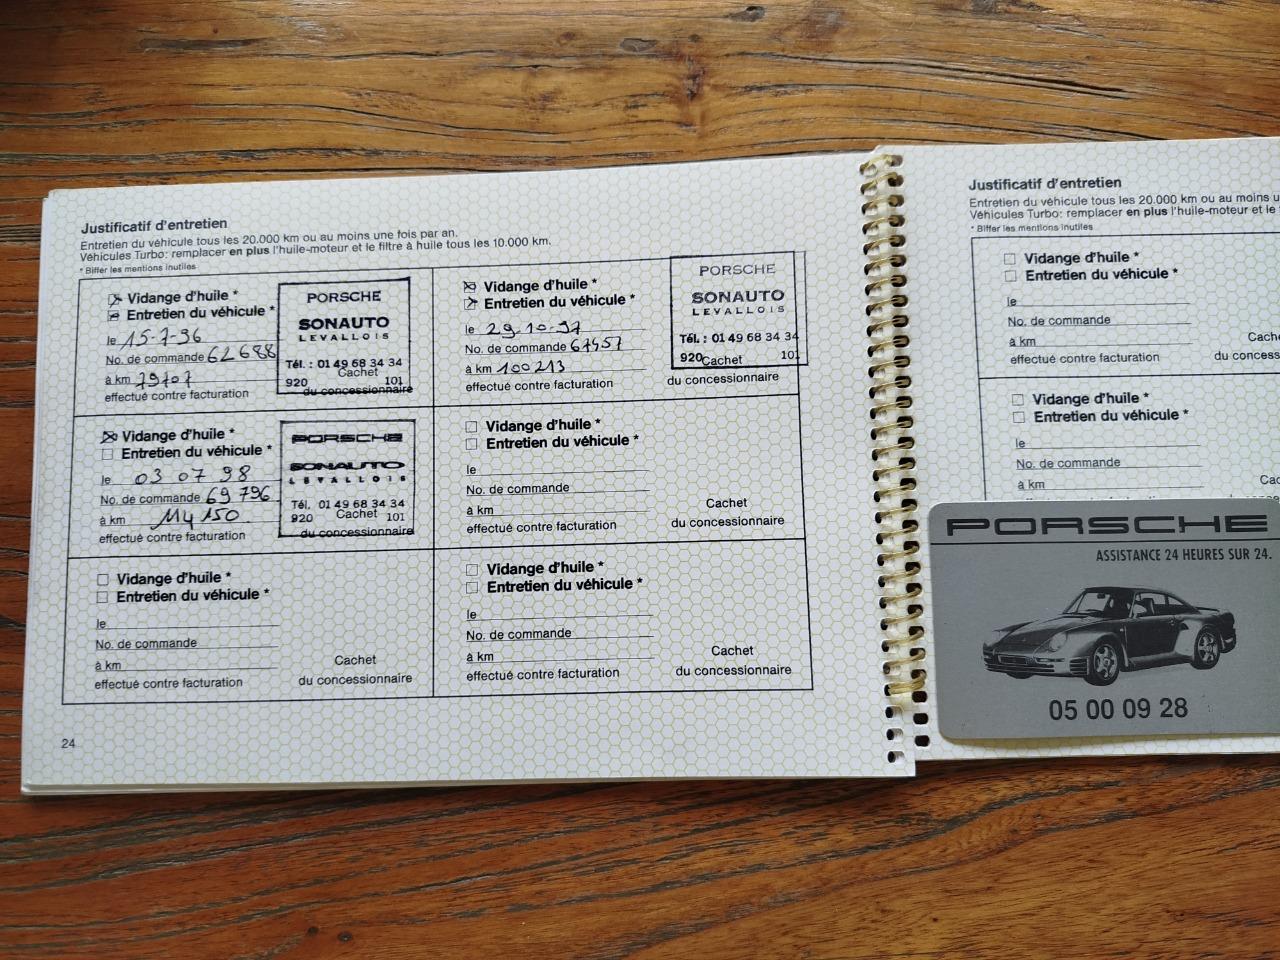 Justificatif d'entretien
Entretien du véhicule tous les 20.000 km ou au moins une fois par an.
Véhicules Turbo: remplacer en plus l'huile-moteur et le filtre à huile tous les 10.000 km.
* Biffer les mentions inutiles
Vidange d'huile *
Entretien du véhicule *
le 15-7-96
No. de commande 62688
à km 79707
effectué contre facturation
PORSCHE
SONAUTO
LEVALLOIS
Tél. : 01 49 68 34 34
Cachet
920 101
du concessionnaire
Vidange d'huile *
Entretien du véhicule *
le 29-10-97
No. de commande 67457
à km 100213
effectué contre facturation
PORSCHE
SONAUTO
LEVALLOIS
Tél. : 01 49 68 34 34
920 Cachet 101
du concessionnaire
Vidange d'huile *
Entretien du véhicule *
le 03 07 98
No. de commande 69 796
à km 114 150
effectué contre facturation
PORSCHE
SONAUTO
LEVALLOIS
Tél. 01 49 68 34 34
920 Cachet 101
du concessionnaire
Vidange d'huile *
Entretien du véhicule *
le
No. de commande
à km
effectué contre facturation
Cachet
du concessionnaire
Vidange d'huile *
Entretien du véhicule *
le
No. de commande
à km
effectué contre facturation
Cachet
du concessionnaire
Vidange d'huile *
Entretien du véhicule *
le
No. de commande
à km
effectué contre facturation
Cachet
du concessionnaire
24
Justificatif d'entretien
Entretien du véhicule tous les 20.000 km ou au moins
Véhicules Turbo: remplacer en plus l'huile-moteur et le
* Biffer les mentions inutiles
Vidange d'huile *
Entretien du véhicule *
le
No. de commande
à km
effectué contre facturation
Vidange d'huile *
Entretien du véhicule *
le
No. de commande
à km
PORSCHE
ASSISTANCE 24 HEURES SUR 24.
05 00 09 28